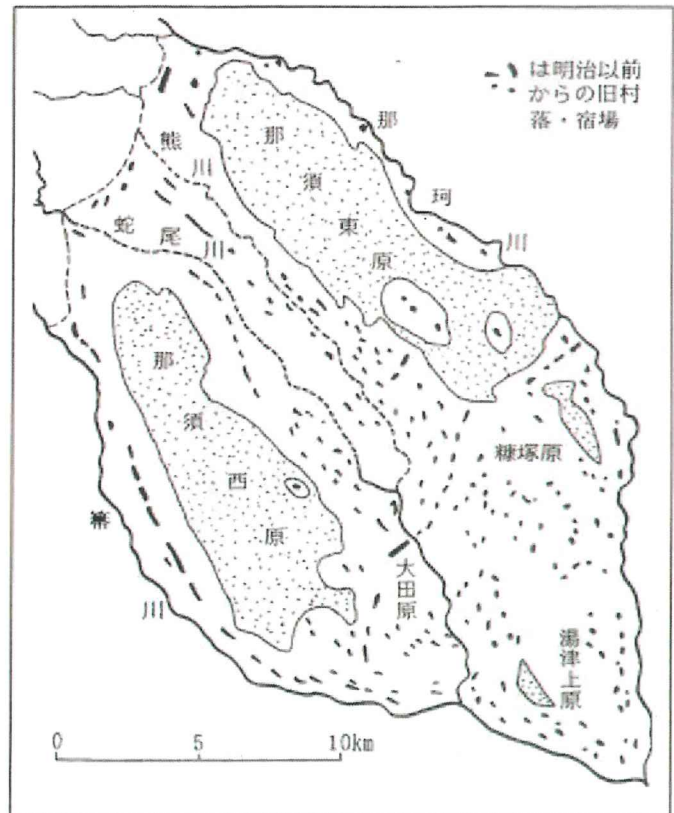 は明治以前
からの旧村
落・宿場
那珂川
熊川
那須東原
蛇尾川
那須西原
糠塚原
箒川
大田原
湯津上原
0 5 10km